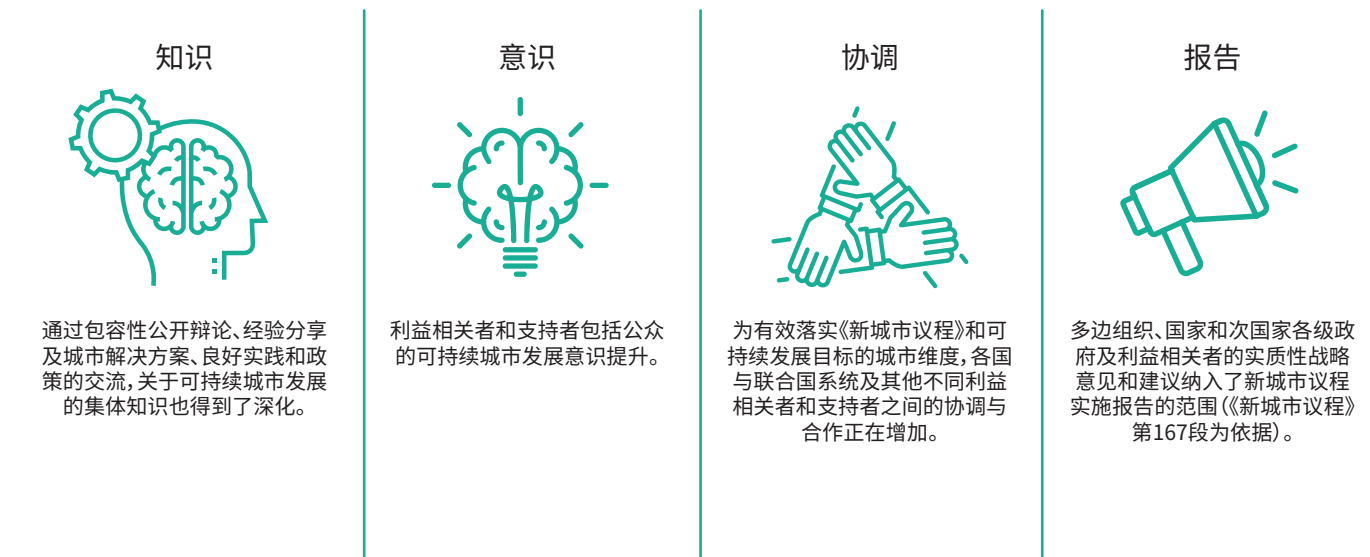 知识
通过包容性公开辩论、经验分享
及城市解决方案、良好实践和政
策的交流，关于可持续城市发展
的集体知识也得到了深化。
意识
利益相关者和支持者包括公众
的可持续城市发展意识提升。
协调
为有效落实《新城市议程》和可
持续发展目标的城市维度，各国
与联合国系统及其他不同利益
相关者和支持者之间的协调与
合作正在增加。
报告
多边组织、国家和次国家各级政
府及利益相关者的实质性战略
意见和建议纳入了新城市议程
实施报告的范围（《新城市议程》
第167段为依据）。